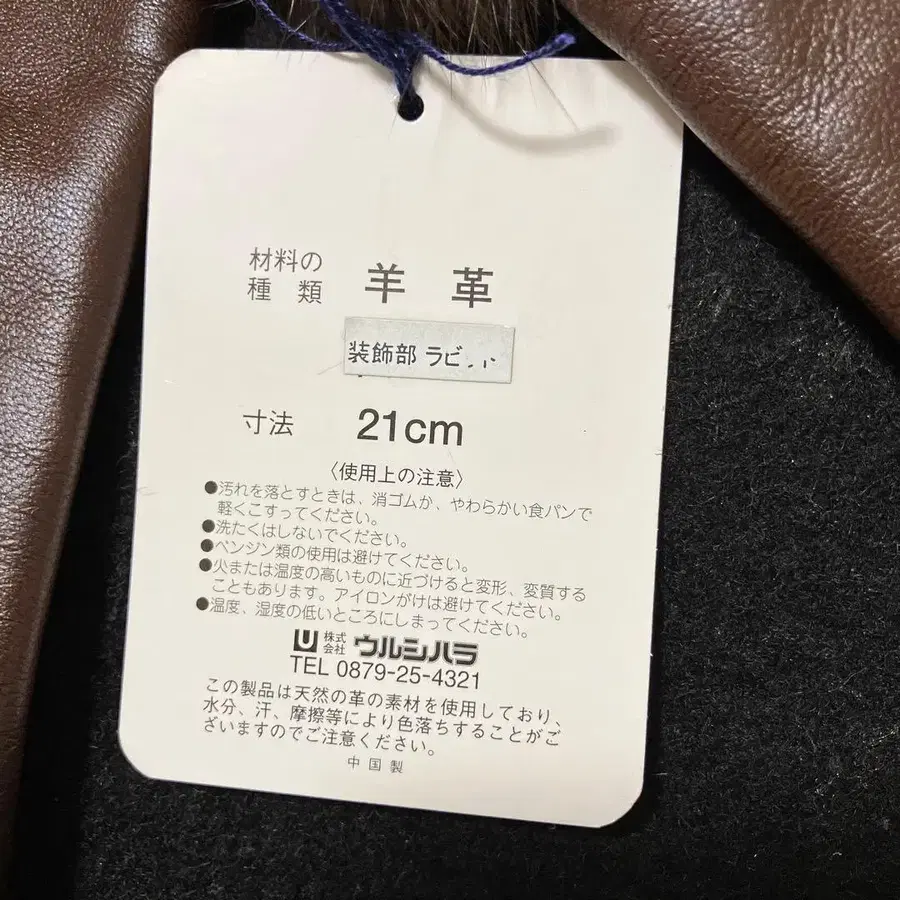 材料の
種類 羊革
装飾部 ラビット
寸法 21cm
〈使用上の注意〉
●汚れを落とすときは、消ゴムか、やわらかい食パンで
軽くこすってください。
●洗たくはしないでください。
●ベンジン類の使用は避けてください。
●火または温度の高いものに近づけると変形、変質する
こともあります。アイロンがけは避けてください。
●温度、湿度の低いところにしまってください。
U 株式会社 ウルシハラ
TEL 0879-25-4321
この製品は天然の革の素材を使用しており、
水分、汗、摩擦等により色落ちすることがご
ざいますのでご注意ください。
中国製